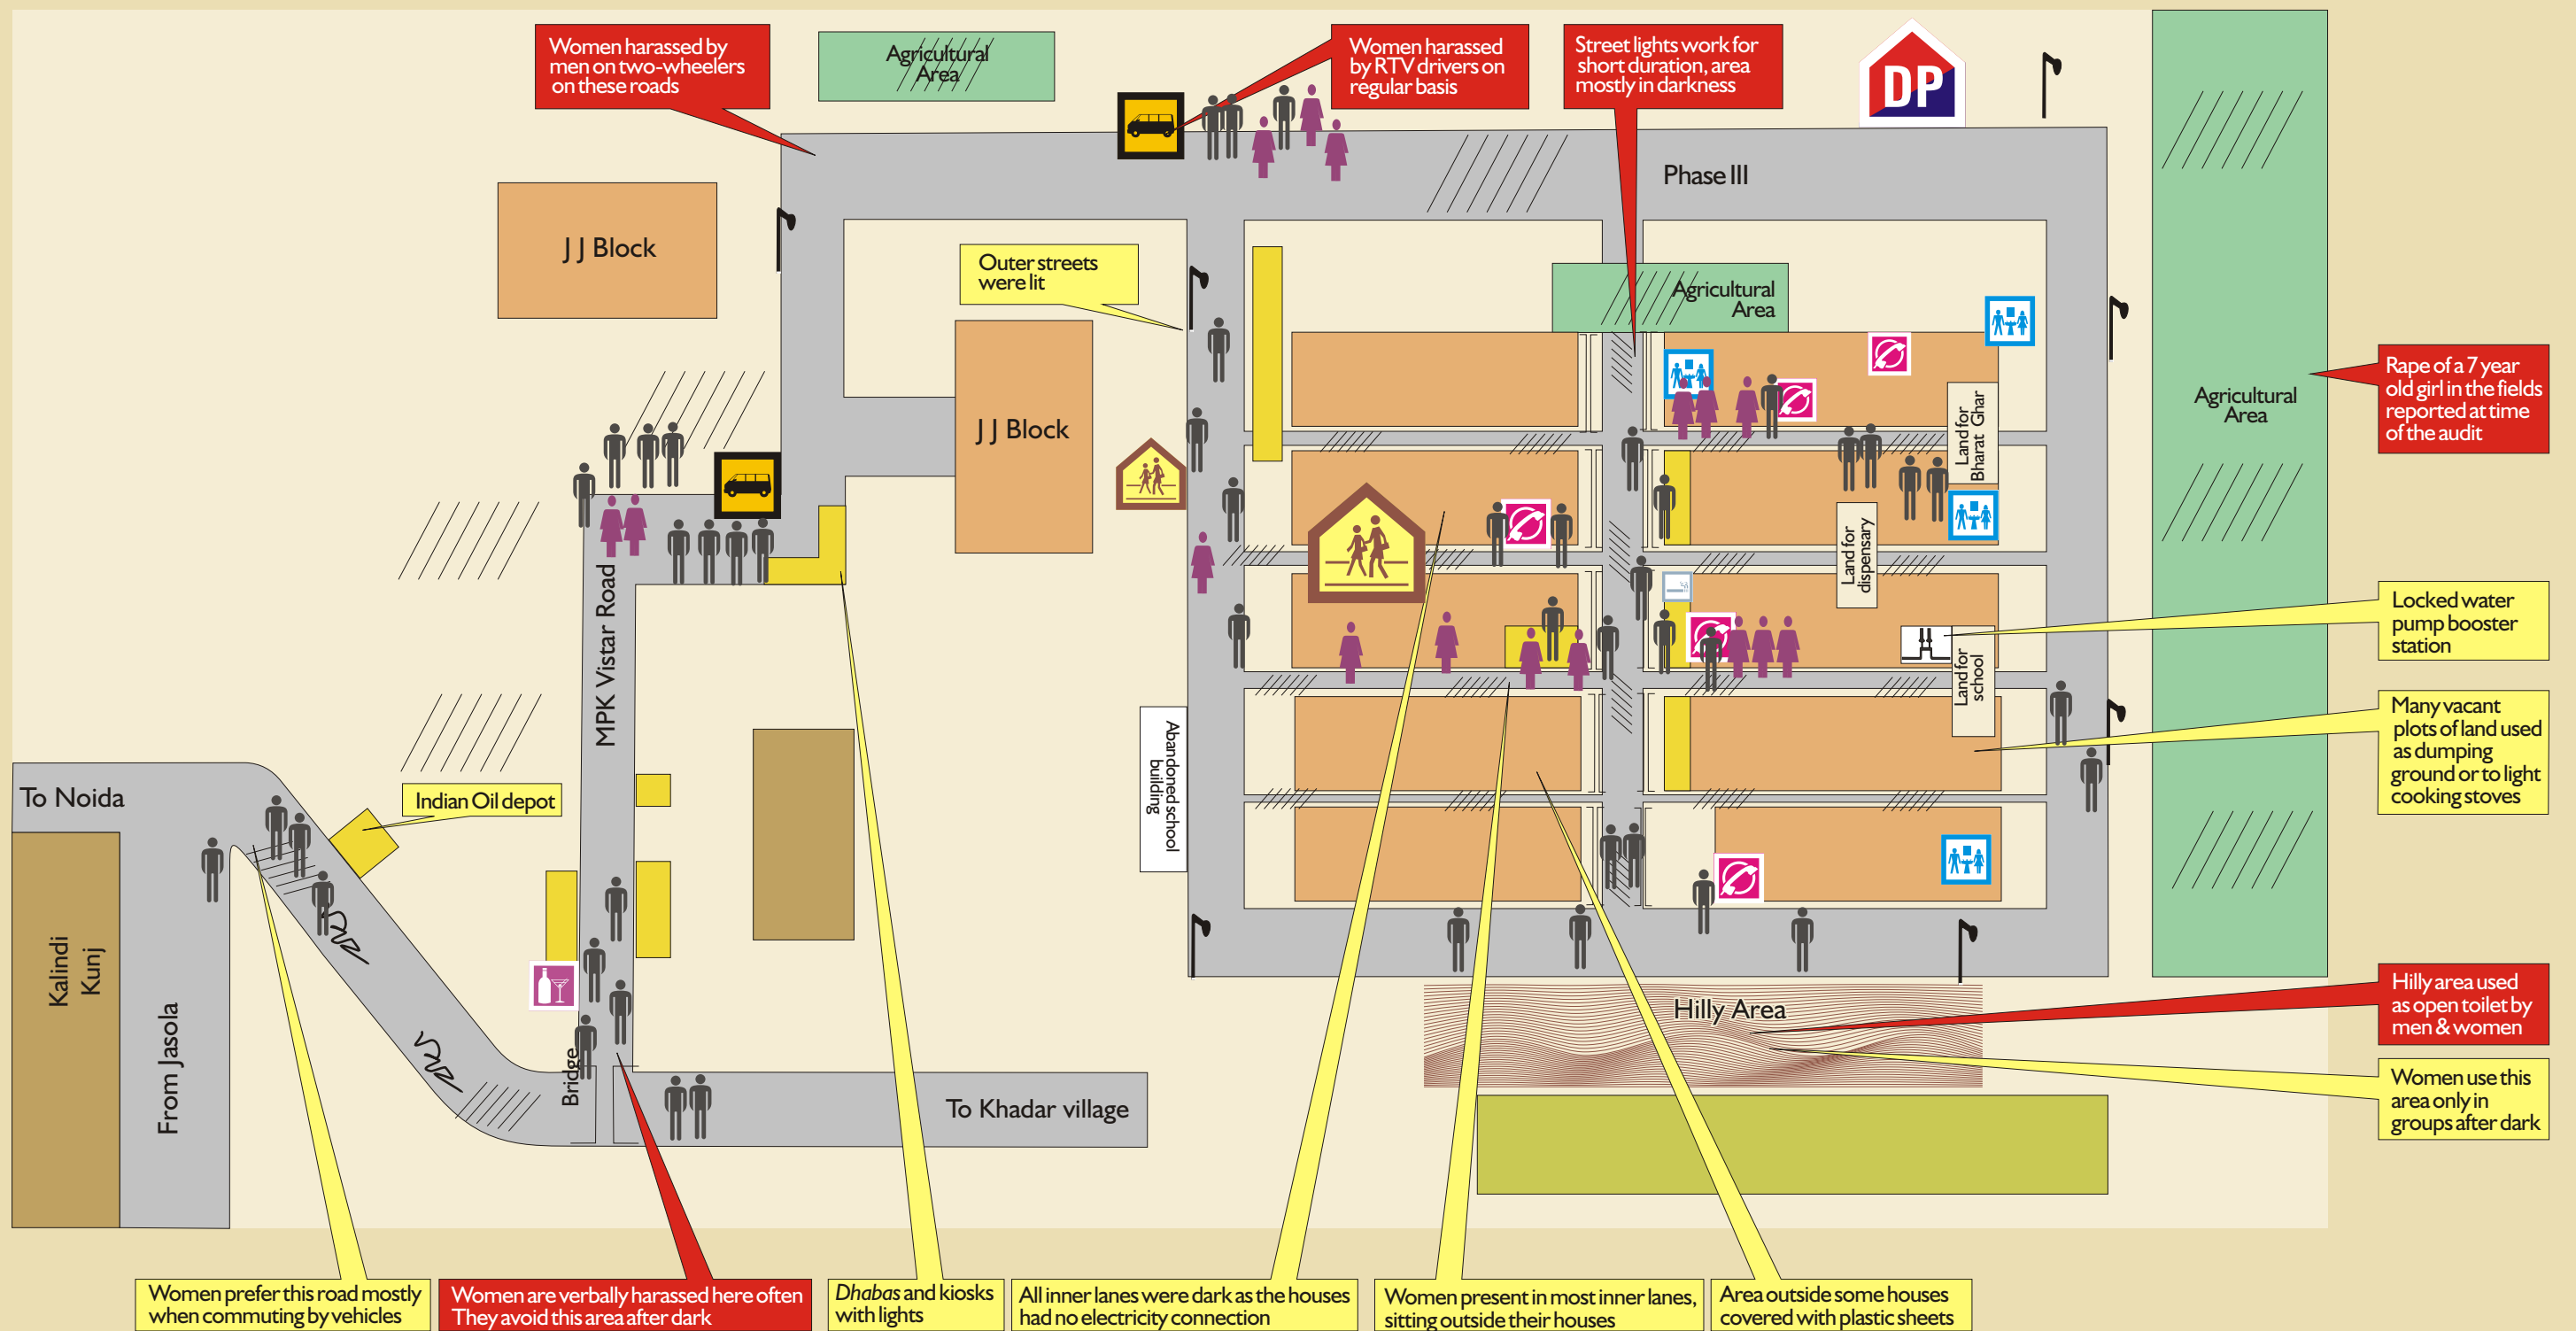 Women harassed by
men on two-wheelers
on these roads
Agricultural
Area
Women harassed
by RTV drivers on
regular basis
Street lights work for
short duration, area
mostly in darkness
DP
Phase III
J J Block
Outer streets
were lit
Agricultural
Area
J J Block
Land for
Bharat Ghar
Agricultural
Area
Rape of a 7 year
old girl in the fields
reported at time
of the audit
Land for
dispensary
MPK Vistar Road
Locked water
pump booster
station
Land for
school
Many vacant
plots of land used
as dumping
ground or to light
cooking stoves
Abandoned school
building
To Noida
Indian Oil depot
Kalindi
Kunj
From Jasola
Bridge
To Khadar village
Hilly Area
Hilly area used
as open toilet by
men & women
Women use this
area only in
groups after dark
Women prefer this road mostly
when commuting by vehicles
Women are verbally harassed here often
They avoid this area after dark
Dhabas and kiosks
with lights
All inner lanes were dark as the houses
had no electricity connection
Women present in most inner lanes,
sitting outside their houses
Area outside some houses
covered with plastic sheets